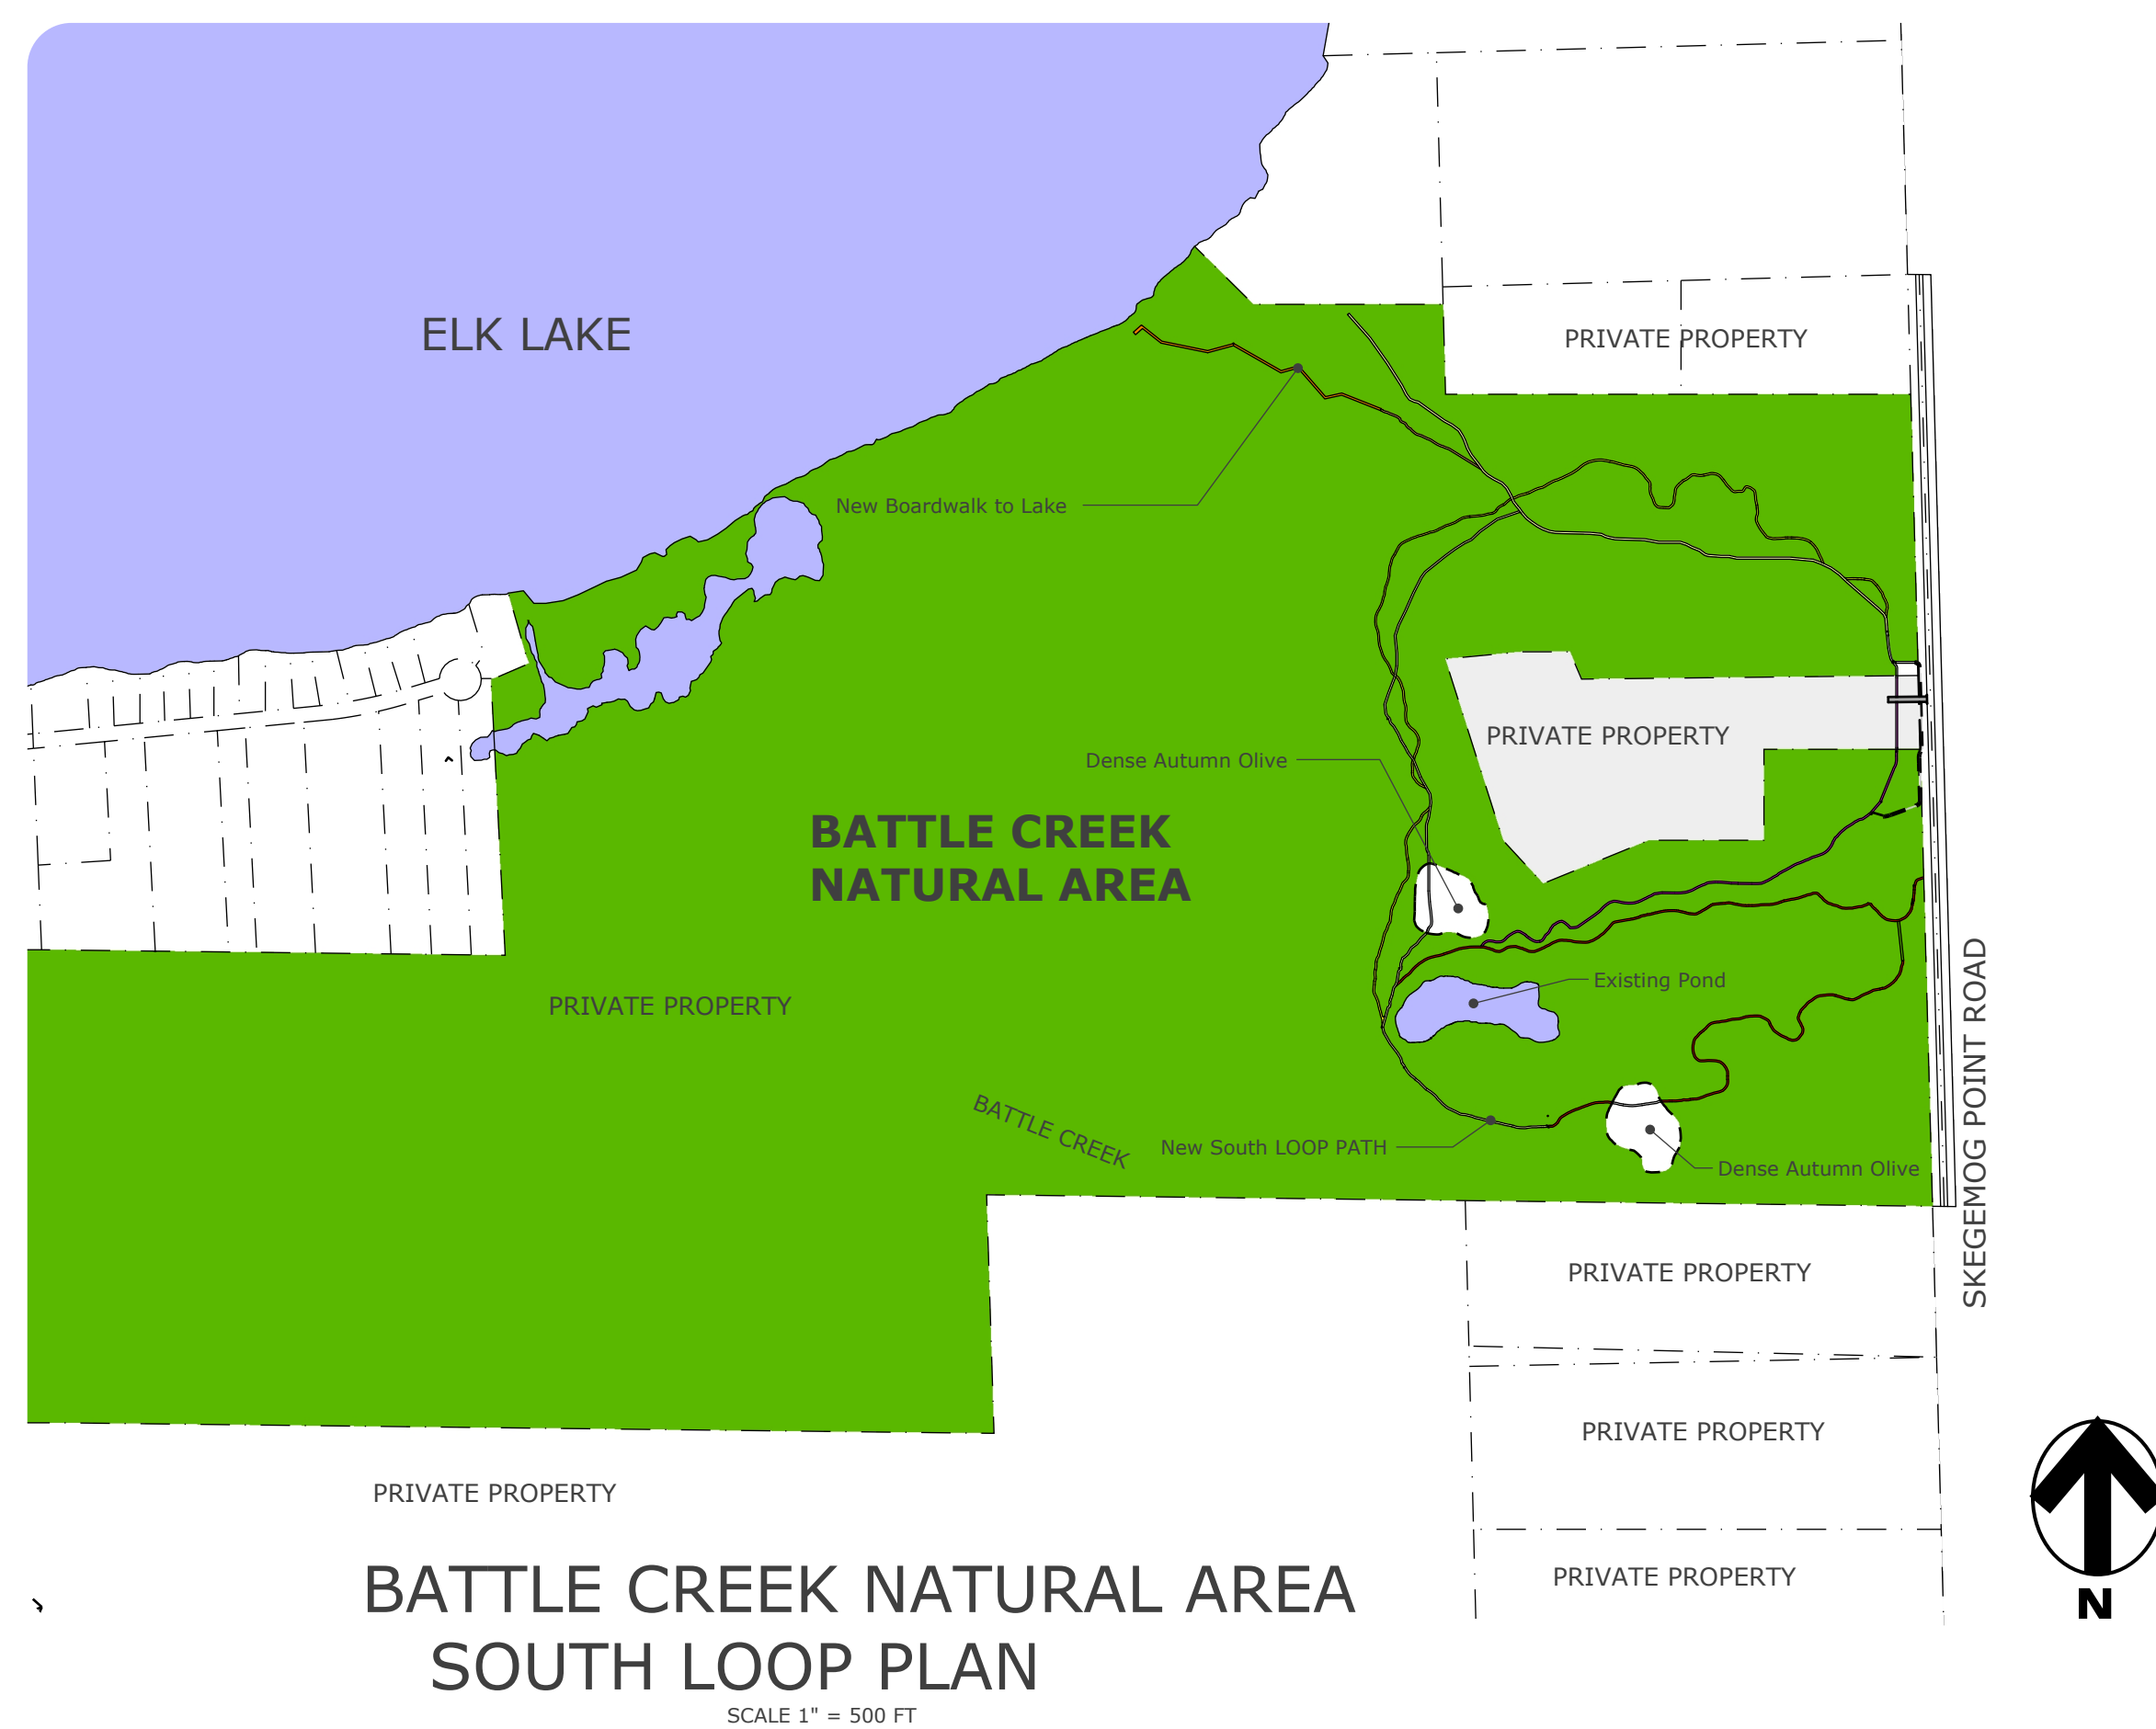 ELK LAKE
PRIVATE PROPERTY
New Boardwalk to Lake
PRIVATE PROPERTY
Dense Autumn Olive
BATTLE CREEK
NATURAL AREA
Existing Pond
PRIVATE PROPERTY
BATTLE CREEK
New South LOOP PATH
Dense Autumn Olive
SKEGEMOG POINT ROAD
PRIVATE PROPERTY
PRIVATE PROPERTY
PRIVATE PROPERTY
PRIVATE PROPERTY
BATTLE CREEK NATURAL AREA
SOUTH LOOP PLAN
SCALE 1" = 500 FT
N